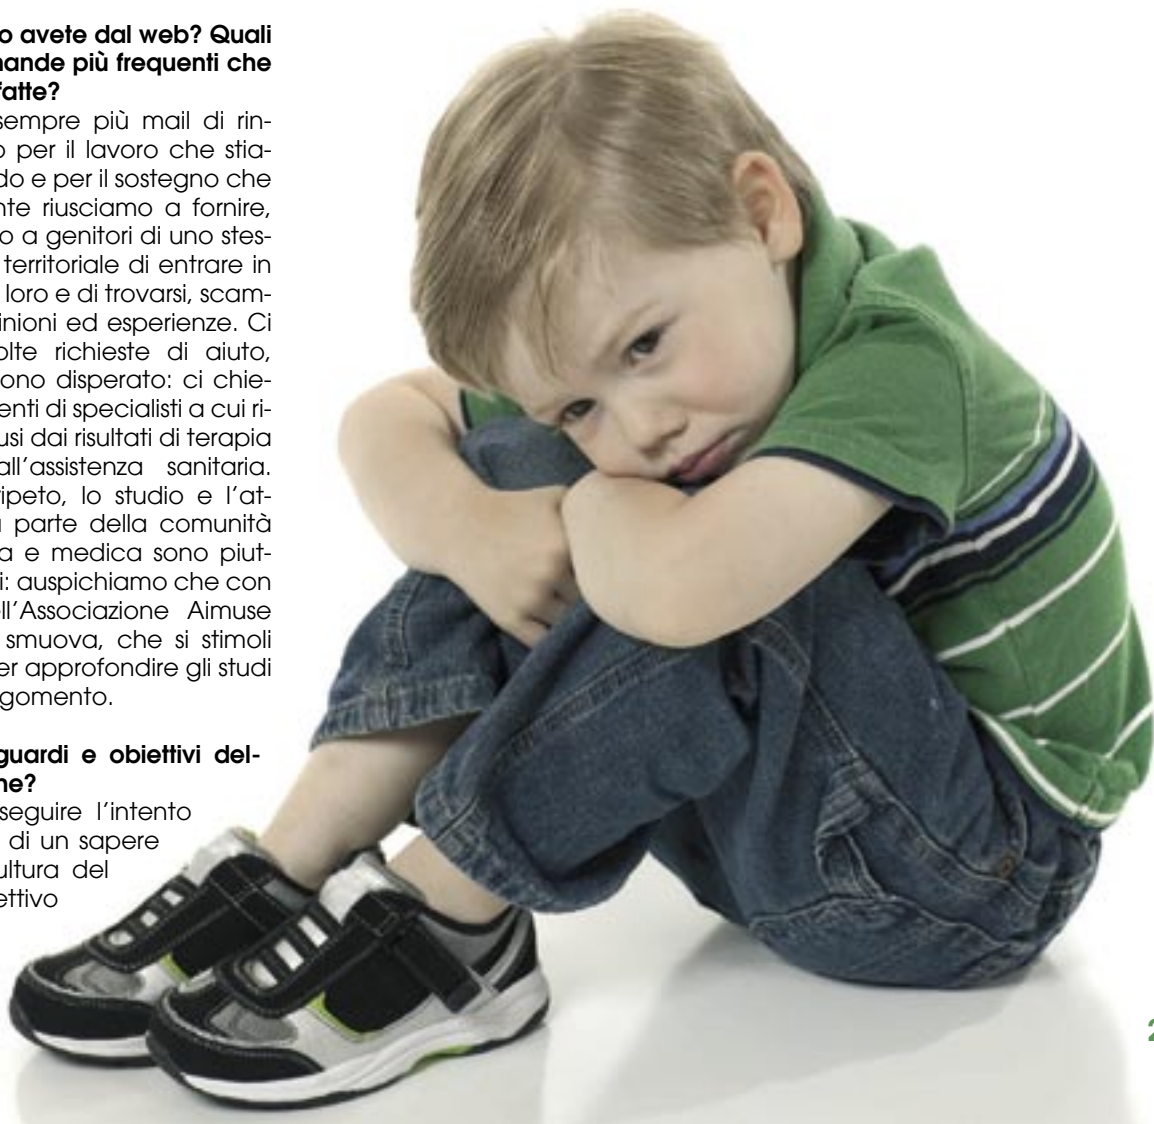 o avete dal web? Quali
ande più frequenti che
fatte?
sempre più mail di rin-
o per il lavoro che stia-
do e per il sostegno che
nte riusciamo a fornire,
o a genitori di uno stes-
territoriale di entrare in
loro e di trovarsi, scam-
inioni ed esperienze. Ci
olte richieste di aiuto,
ono disperato: ci chie-
enti di specialisti a cui ri-
usi dai risultati di terapia
all'assistenza sanitaria.
ipeto, lo studio e l'at-
a parte della comunità
a e medica sono piut-
i: auspichiamo che con
ell'Associazione Aimuse
smuova, che si stimoli
er approfondire gli studi
gomento.
guardi e obiettivi del-
ne?
seguire l'intento
di un sapere
ultura del
ettivo
2